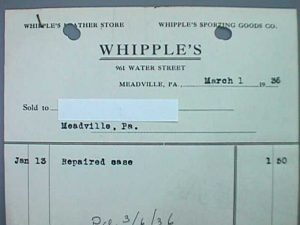 WHIPPLE'S LEATHER STORE WHIPPLE'S SPORTING GOODS CO.
WHIPPLE'S
961 WATER STREET
MEADVILLE, PA. March 1 1936
Sold to
Meadville, Pa.
Jan 13 Repaired case 1 50
3/6/36